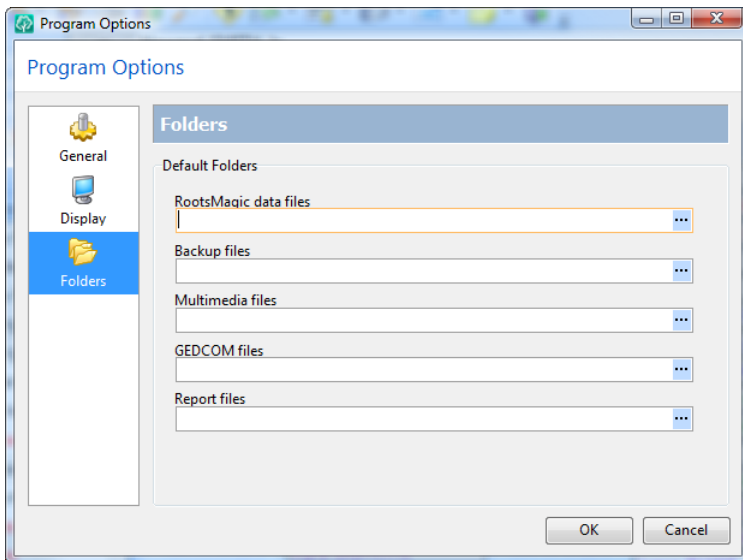 Program Options
Program Options
General
Display
Folders
Folders
Default Folders
RootsMagic data files
...
Backup files
...
Multimedia files
...
GEDCOM files
...
Report files
...
OK
Cancel